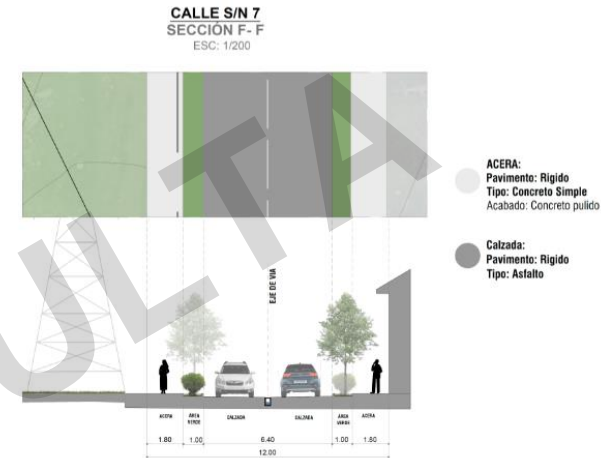 CALLE S/N 7
SECCIÓN F- F
ESC: 1/200
ACERA:
Pavimento: Rigido
Tipo: Concreto Simple
Acabado: Concreto pulido
Calzada:
Pavimento: Rigido
Tipo: Asfalto
EJE DE VIA
ULTA
ACERA
AREA VERDE
CALZADA
CALZADA
AREA VERDE
ACERA
1.80 1.00 6.40 1.00 1.80
12.00